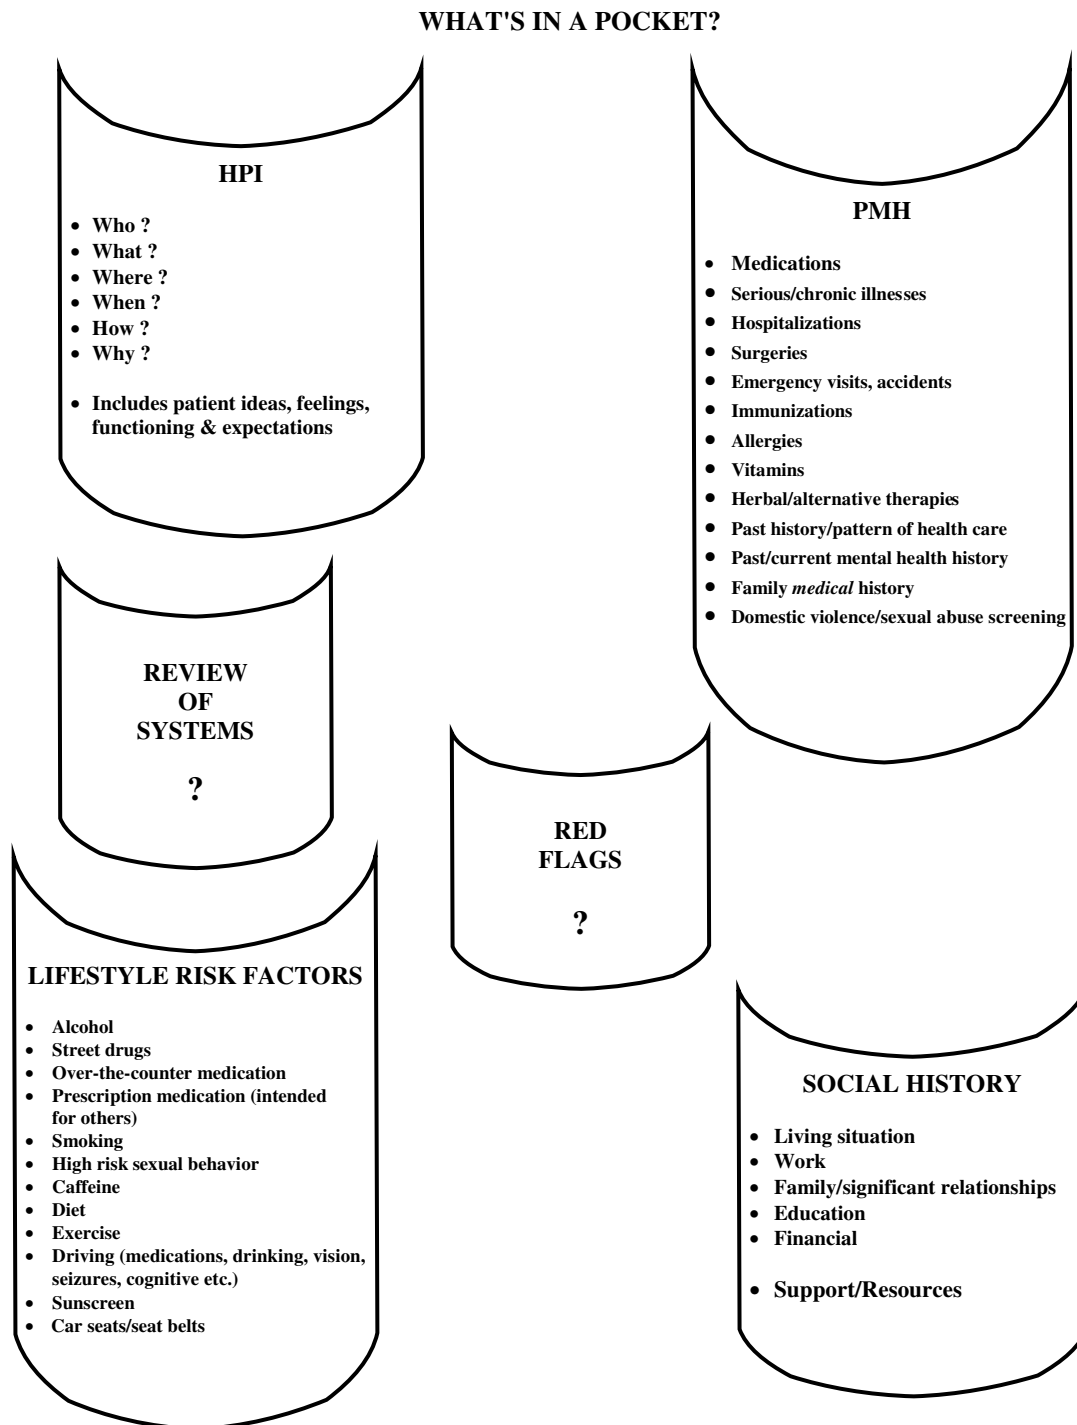 WHAT'S IN A POCKET?
HPI
• Who ?
• What ?
• Where ?
• When ?
• How ?
• Why ?
• Includes patient ideas, feelings,
functioning & expectations
PMH
• Medications
• Serious/chronic illnesses
• Hospitalizations
• Surgeries
• Emergency visits, accidents
• Immunizations
• Allergies
• Vitamins
• Herbal/alternative therapies
• Past history/pattern of health care
• Past/current mental health history
• Family medical history
• Domestic violence/sexual abuse screening
REVIEW
OF
SYSTEMS
?
RED
FLAGS
?
LIFESTYLE RISK FACTORS
• Alcohol
• Street drugs
• Over-the-counter medication
• Prescription medication (intended
for others)
• Smoking
• High risk sexual behavior
• Caffeine
• Diet
• Exercise
• Driving (medications, drinking, vision,
seizures, cognitive etc.)
• Sunscreen
• Car seats/seat belts
SOCIAL HISTORY
• Living situation
• Work
• Family/significant relationships
• Education
• Financial
• Support/Resources